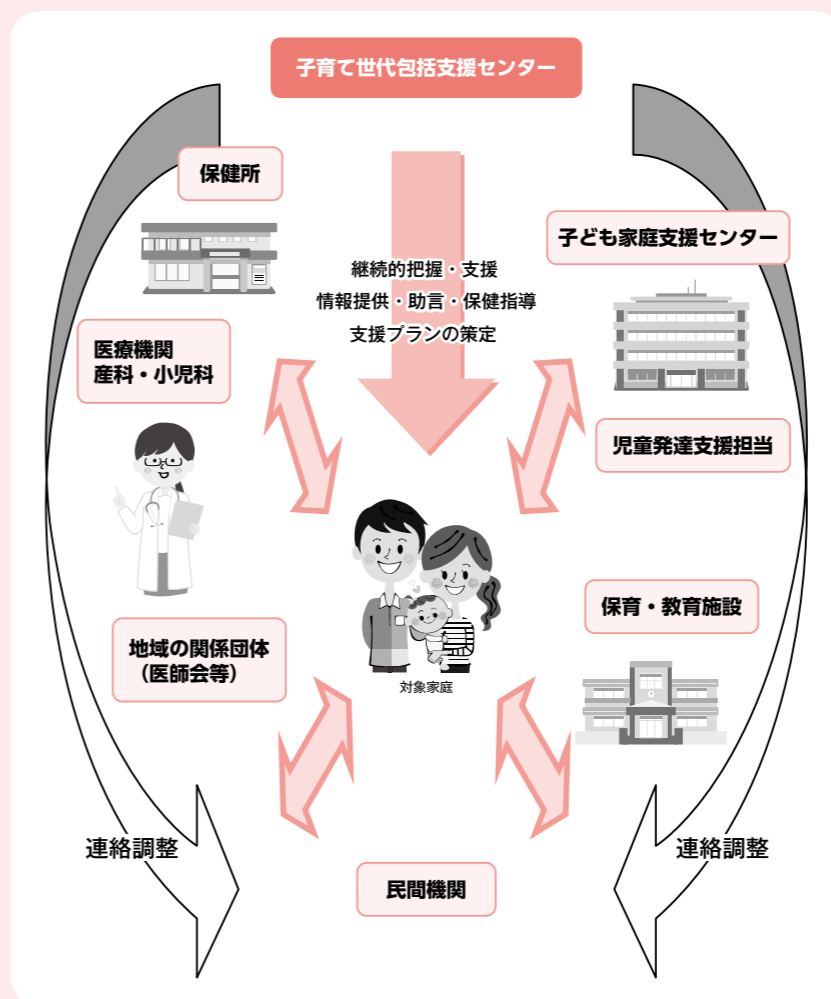 子育て世代包括支援センター
保健所
子ども家庭支援センター
継続的把握・支援
情報提供・助言・保健指導
支援プランの策定
医療機関
産科・小児科
児童発達支援担当
保育・教育施設
地域の関係団体
（医師会等）
対象家庭
連絡調整
連絡調整
民間機関